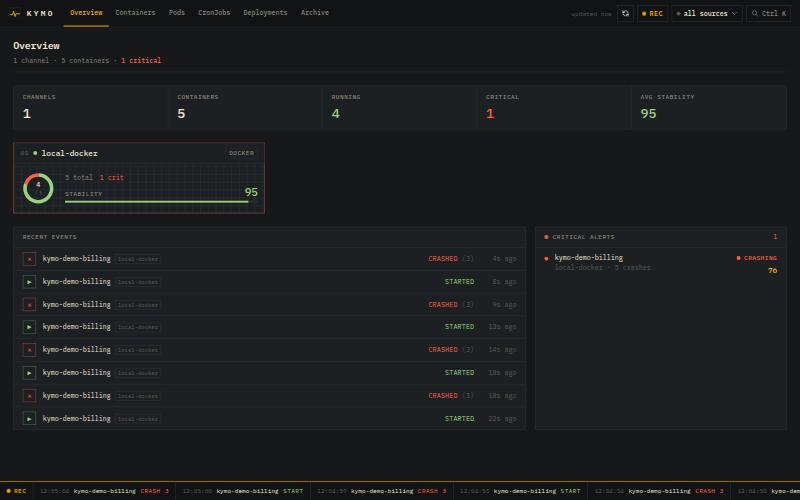 KYMO Overview Containers Pods CronJobs Deployments Archive updated now REC all sources Ctrl K
Overview
1 channel · 5 containers · 1 critical
CHANNELS CONTAINERS RUNNING CRITICAL AVG STABILITY
1 5 4 1 95
local-docker DOCKER
5 total 1 crit
4
STABILITY 95
RECENT EVENTS
kymo-demo-billing local-docker CRASHED (3) 4s ago
kymo-demo-billing local-docker STARTED 8s ago
kymo-demo-billing local-docker CRASHED (3) 9s ago
kymo-demo-billing local-docker STARTED 13s ago
kymo-demo-billing local-docker CRASHED (3) 14s ago
kymo-demo-billing local-docker STARTED 18s ago
kymo-demo-billing local-docker CRASHED (3) 18s ago
kymo-demo-billing local-docker STARTED 22s ago
CRITICAL ALERTS 1
kymo-demo-billing CRASHING
local-docker · 5 crashes 76
REC kymo-demo-billing CRASH 3 12:05:00 kymo-demo-billing START kymo-demo-billing CRASH 3 kymo-demo-billing START kymo-demo-billing CRASH 3 kymo-dem